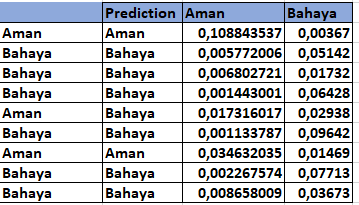 Prediction Aman Bahaya
Aman Aman 0,108843537 0,00367
Bahaya Bahaya 0,005772006 0,05142
Bahaya Bahaya 0,006802721 0,01732
Bahaya Bahaya 0,001443001 0,06428
Aman Bahaya 0,017316017 0,02938
Bahaya Bahaya 0,001133787 0,09642
Aman Aman 0,034632035 0,01469
Bahaya Bahaya 0,002267574 0,07713
Bahaya Bahaya 0,008658009 0,03673